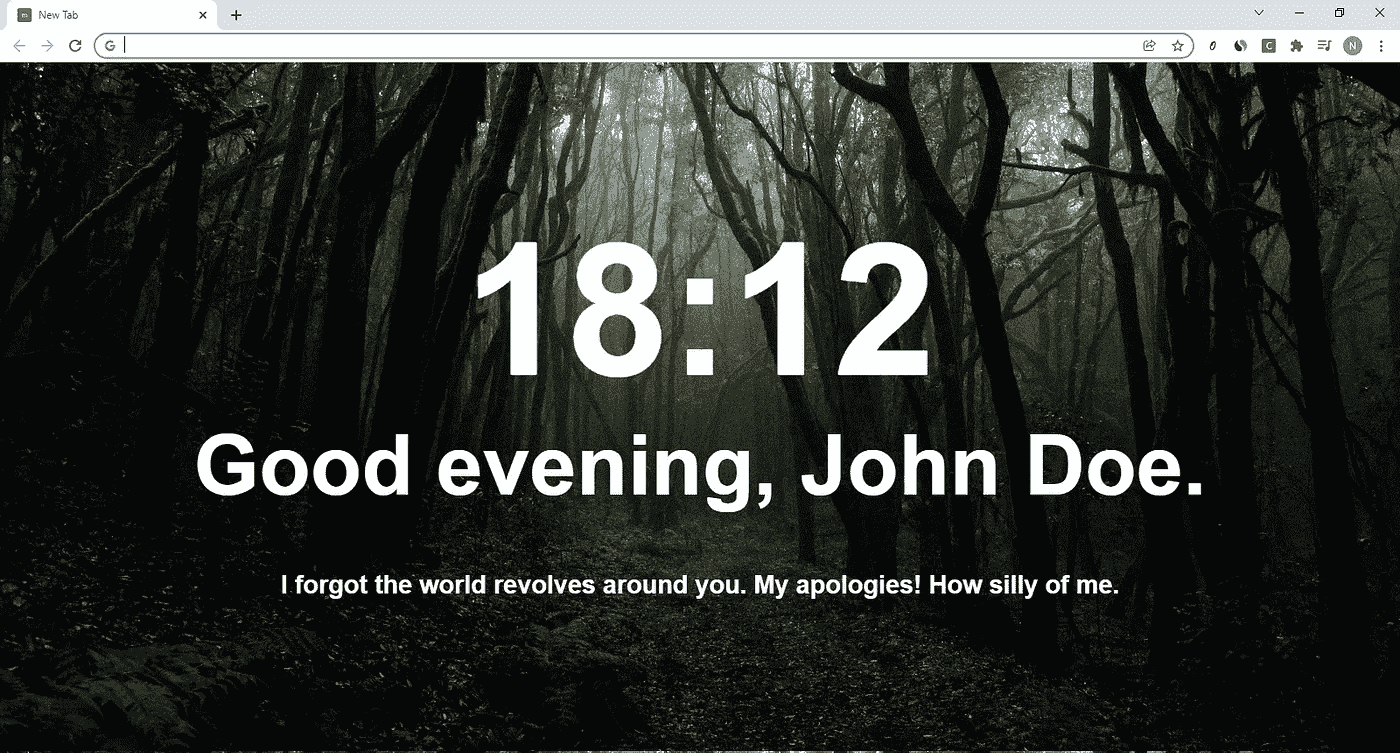 New Tab
G
C
N
18:12
Good evening, John Doe.
I forgot the world revolves around you. My apologies! How silly of me.